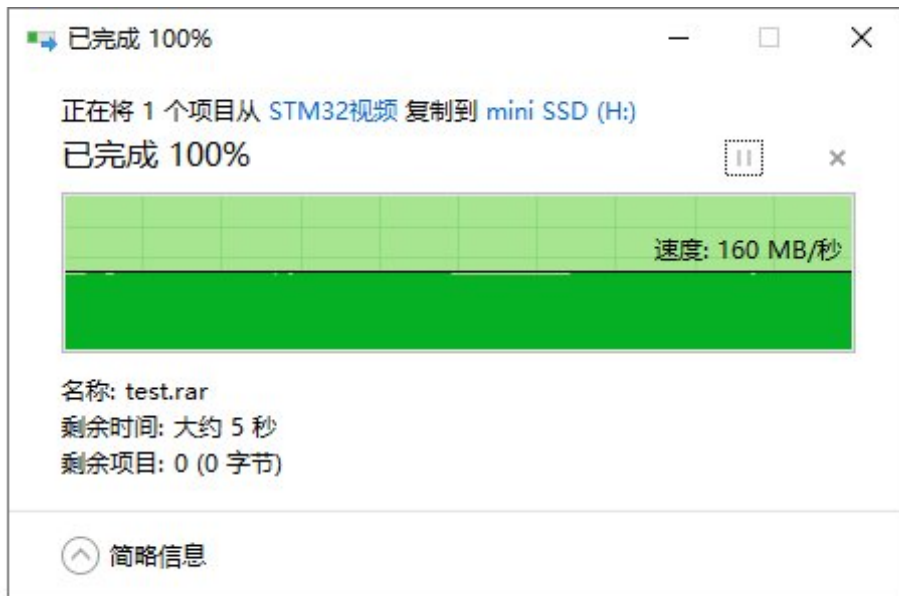 已完成 100%
正在将 1 个项目从 STM32视频 复制到 mini SSD (H:)
已完成 100%
速度: 160 MB/秒
名称: test.rar
剩余时间: 大约 5 秒
剩余项目: 0 (0 字节)
简略信息